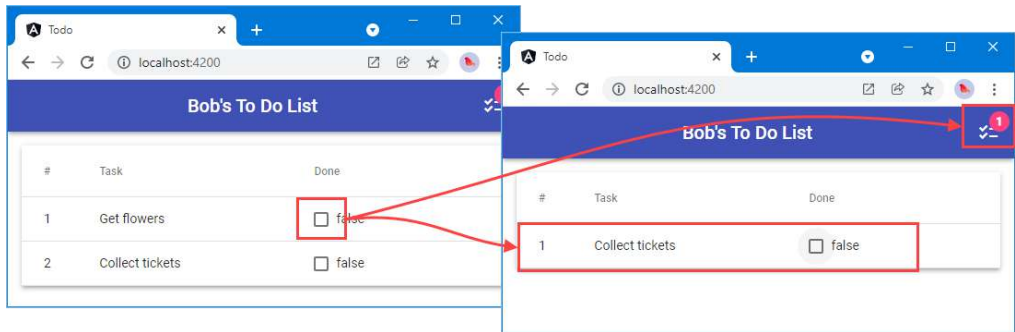 Todo
localhost:4200
Bob's To Do List
# Task Done
1 Get flowers false
2 Collect tickets false
Todo
localhost:4200
Bob's To Do List
1
# Task Done
1 Collect tickets false